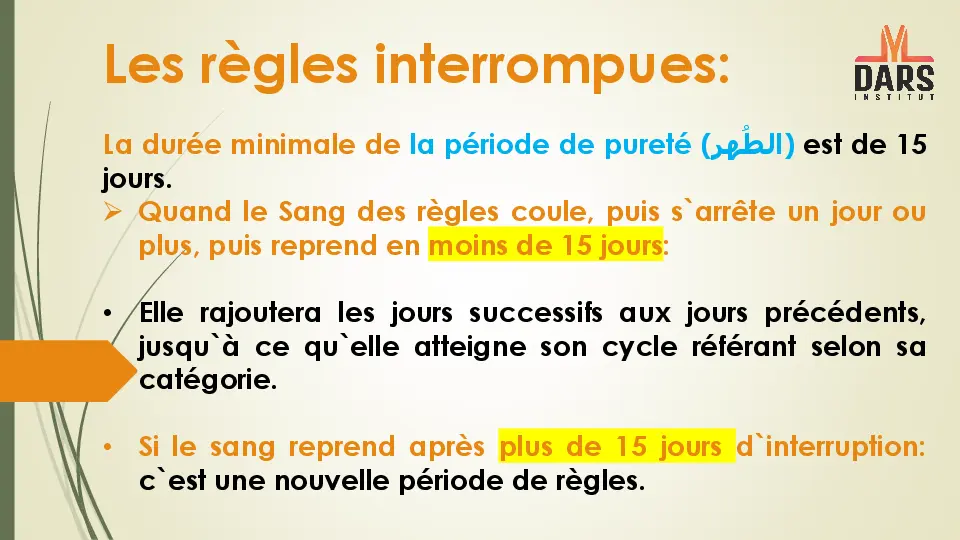 Les règles interrompues:
DARS
INSTITUT
La durée minimale de la période de pureté (الطُهر) est de 15
jours.
➢ Quand le Sang des règles coule, puis s`arrête un jour ou
plus, puis reprend en moins de 15 jours:
• Elle rajoutera les jours successifs aux jours précédents,
jusqu`à ce qu`elle atteigne son cycle référant selon sa
catégorie.
• Si le sang reprend après plus de 15 jours d`interruption:
c`est une nouvelle période de règles.